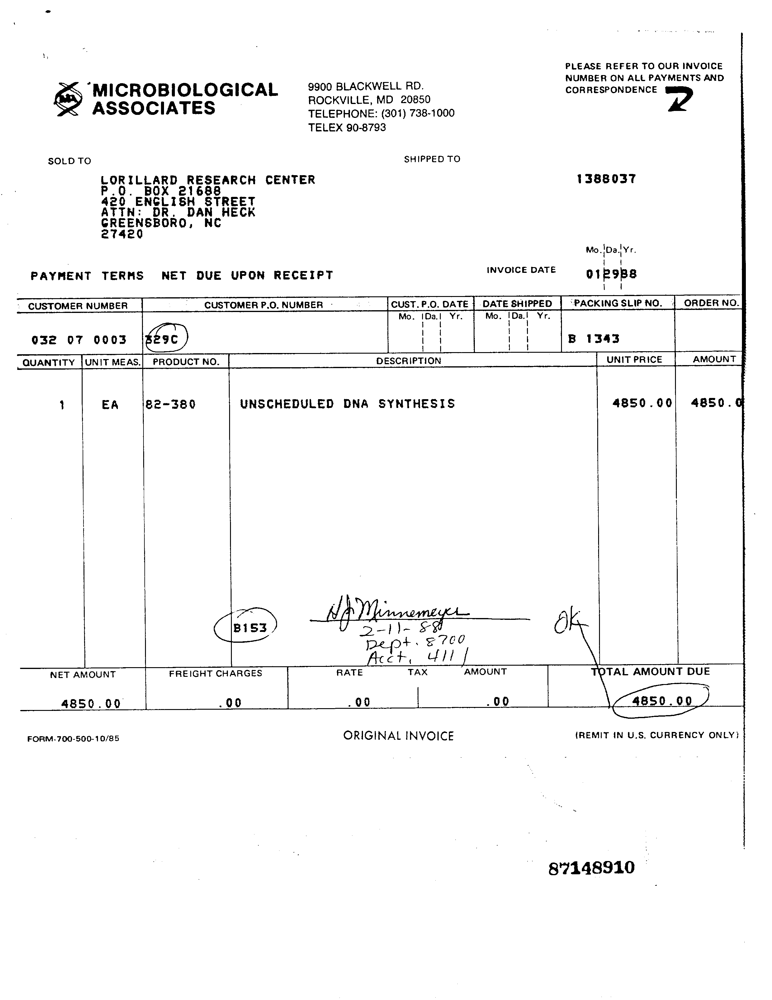 PLEASE REFER TO OUR INVOICE
NUMBER ON ALL PAYMENTS AND
CORRESPONDENCE
MICROBIOLOGICAL
ASSOCIATES
9900 BLACKWELL RD.
ROCKVILLE, MD 20850
TELEPHONE: (301) 738-1000
TELEX 90-8793
SOLD TO
SHIPPED TO
LORILLARD RESEARCH CENTER
P.O. BOX 21688
420 ENGLISH STREET
ATTN: DR. DAN HECK
GREENSBORO, NC
27420
1388037
Mo. Da. Yr.
PAYMENT TERMS NET DUE UPON RECEIPT
INVOICE DATE
012988
CUSTOMER NUMBER CUSTOMER P.O. NUMBER CUST. P.O. DATE DATE SHIPPED PACKING SLIP NO. ORDER NO.
Mo. Da. Yr. Mo. Da. Yr.
032 07 0003 829C B 1343
QUANTITY UNIT MEAS. PRODUCT NO. DESCRIPTION UNIT PRICE AMOUNT
1 EA 82-380 UNSCHEDULED DNA SYNTHESIS 4850.00 4850.0
HJ Minnemeyer
B153
2-11-88
Dept. 8700
Acct. 4111
OK
NET AMOUNT FREIGHT CHARGES RATE TAX AMOUNT TOTAL AMOUNT DUE
4850.00 .00 .00 .00 4850.00
FORM-700-500-10/85
ORIGINAL INVOICE
(REMIT IN U.S. CURRENCY ONLY)
87148910